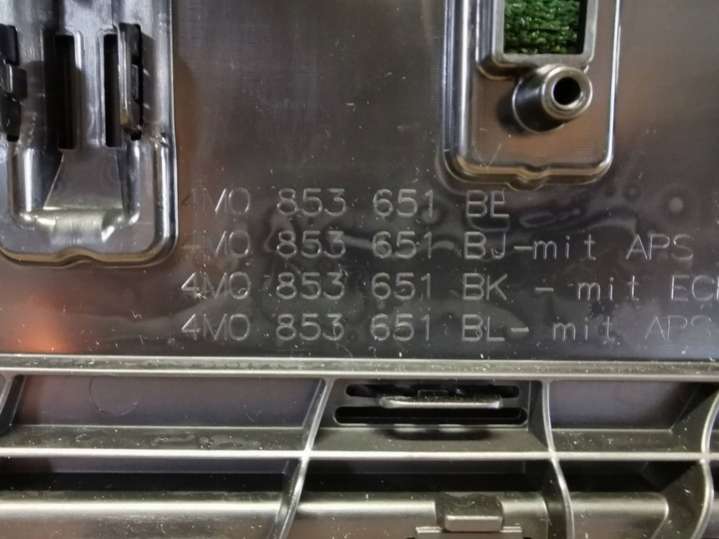 4M0 853 651 BE
4M0 853 651 BJ-mit APS
4M0 853 651 BK - mit
4M0 853 651 BL- mit APS